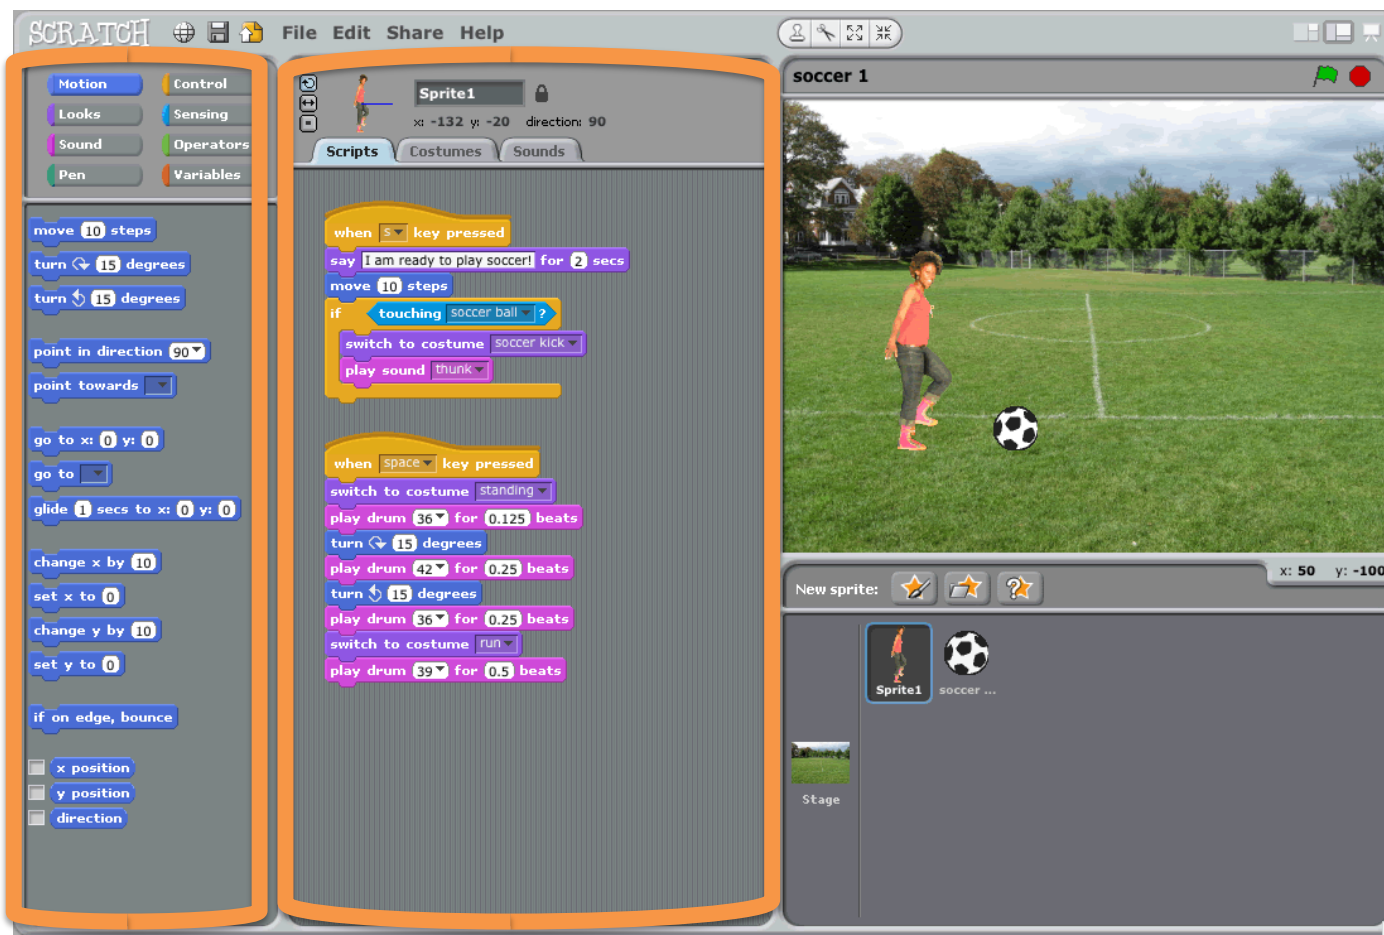 SCRATCH File Edit Share Help
Motion Control
Looks Sensing
Sound Operators
Pen Variables
move 10 steps
turn 15 degrees
turn 15 degrees
point in direction 90
point towards
go to x: 0 y: 0
go to
glide 1 secs to x: 0 y: 0
change x by 10
set x to 0
change y by 10
set y to 0
if on edge, bounce
x position
y position
direction
Sprite1
x: -132 y: -20 direction: 90
Scripts Costumes Sounds
when s key pressed
say I am ready to play soccer! for 2 secs
move 10 steps
if touching soccer ball ?
switch to costume soccer kick
play sound thunk
when space key pressed
switch to costume standing
play drum 36 for 0.125 beats
turn 15 degrees
play drum 42 for 0.25 beats
turn 15 degrees
play drum 36 for 0.25 beats
switch to costume run
play drum 39 for 0.5 beats
soccer 1
x: 50 y: -100
New sprite:
Sprite1 soccer ...
Stage